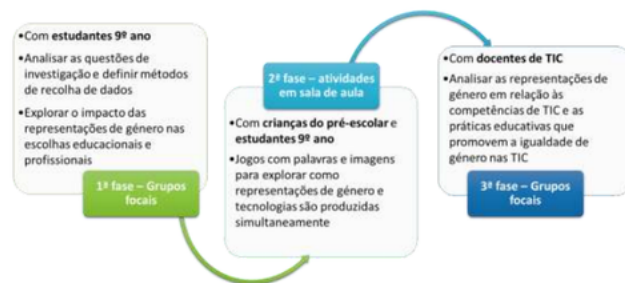 •Com estudantes 9º ano
•Analisar as questões de
investigação e definir métodos
de recolha de dados
•Explorar o impacto das
representações de género nas
escolhas educacionais e
profissionais
1ª fase – Grupos
focais
2ª fase – atividades
em sala de aula
•Com crianças do pré-escolar e
estudantes 9º ano
•Jogos com palavras e imagens
para explorar como
representações de género e
tecnologias são produzidas
simultaneamente
•Com docentes de TIC
•Analisar as representações de
género em relação às
competências de TIC e as
práticas educativas que
promovem a igualdade de
género nas TIC
3ª fase – Grupos
focais